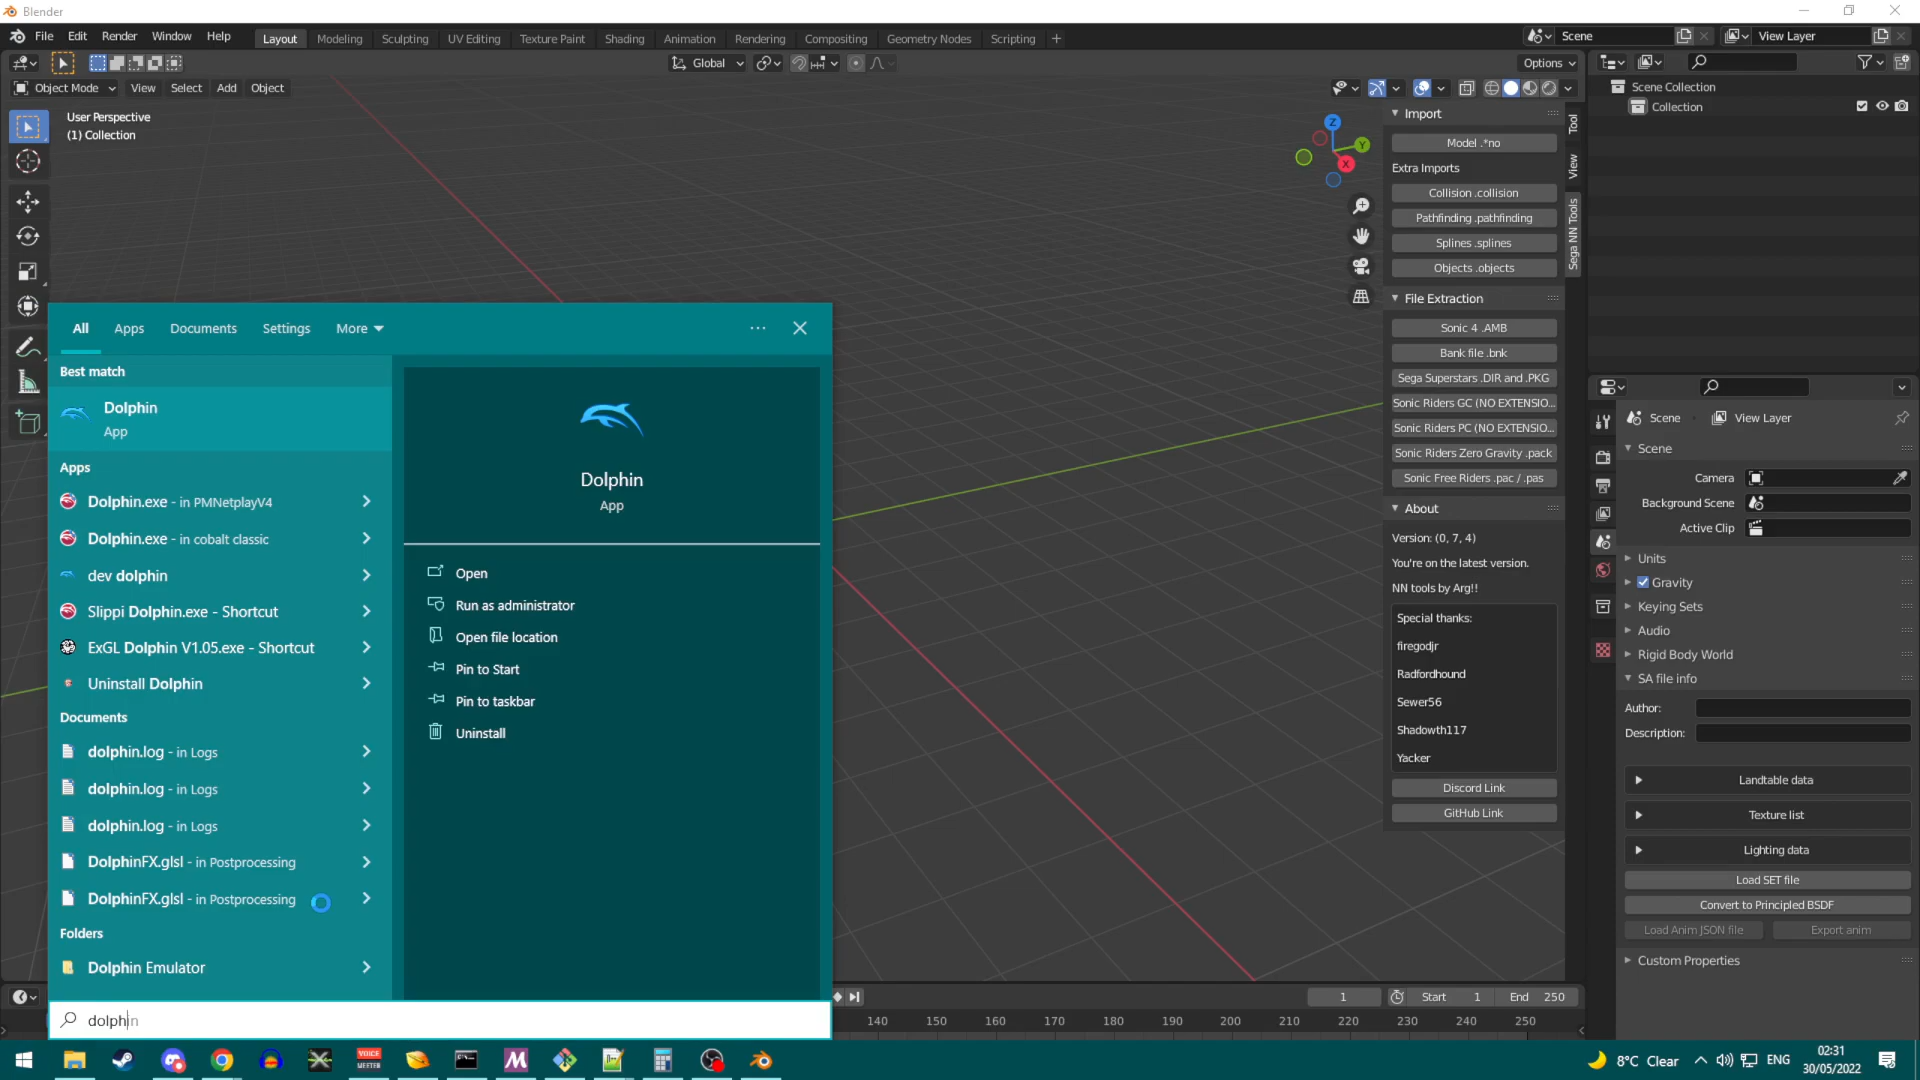 Blender
File Edit Render Window Help
Layout Modeling Sculpting UV Editing Texture Paint Shading Animation Rendering Compositing Geometry Nodes Scripting +
Scene
View Layer
Global
Options
Object Mode View Select Add Object
User Perspective
(1) Collection
Z
Y
X
Import
Model .*no
Extra Imports
Collision .collision
Pathfinding .pathfinding
Splines .splines
Objects .objects
File Extraction
Sonic 4 .AMB
Bank file .bnk
Sega Superstars .DIR and .PKG
Sonic Riders GC (NO EXTENSIO...
Sonic Riders PC (NO EXTENSIO...
Sonic Riders Zero Gravity .pack
Sonic Free Riders .pac / .pas
About
Version: (0, 7, 4)
You're on the latest version.
NN tools by Arg!!
Special thanks:
firegodjr
Radfordhound
Sewer56
Shadowth117
Yacker
Discord Link
GitHub Link
Tool
View
Sega NN Tools
Scene Collection
Collection
Scene View Layer
Scene
Camera
Background Scene
Active Clip
Units
Gravity
Keying Sets
Audio
Rigid Body World
SA file info
Author:
Description:
Landtable data
Texture list
Lighting data
Load SET file
Convert to Principled BSDF
Load Anim JSON file Export anim
Custom Properties
All Apps Documents Settings More
Best match
Dolphin
App
Apps
Dolphin.exe - in PMNetplayV4
Dolphin.exe - in cobalt classic
dev dolphin
Slippi Dolphin.exe - Shortcut
ExGL Dolphin V1.05.exe - Shortcut
Uninstall Dolphin
Documents
dolphin.log - in Logs
dolphin.log - in Logs
dolphin.log - in Logs
DolphinFX.glsl - in Postprocessing
DolphinFX.glsl - in Postprocessing
Folders
Dolphin Emulator
Dolphin
App
Open
Run as administrator
Open file location
Pin to Start
Pin to taskbar
Uninstall
dolphin
1 Start 1 End 250
140 150 160 170 180 190 200 210 220 230 240 250
VOICE
MEETER
8°C Clear
ENG
02:31
30/05/2022